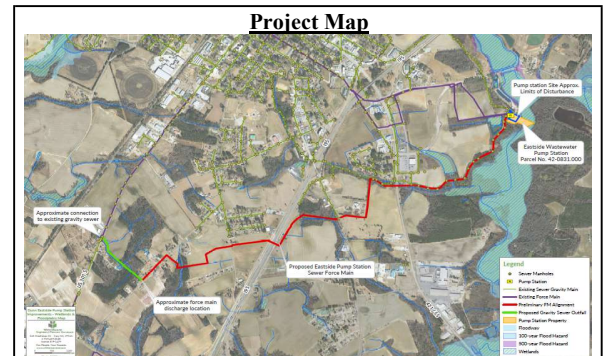 Project Map
Pump station Site Approx.
Limits of Disturbance
Eastside Wastewater
Pump Station
Parcel No. 42-0831:000
Approximate connection
to existing gravity sewer
Proposed Eastside Pump Station
Sewer Force Main
Approximate force main
discharge location
Legend
Sewer Manholes
Pump Station
Existing Sewer Gravity Main
Existing Force Main
Preliminary FM Alignment
Proposed Gravity Sewer Outfall
Pump Station Property
Floodway
100-year Flood Hazard
500-year Flood Hazard
Wetlands